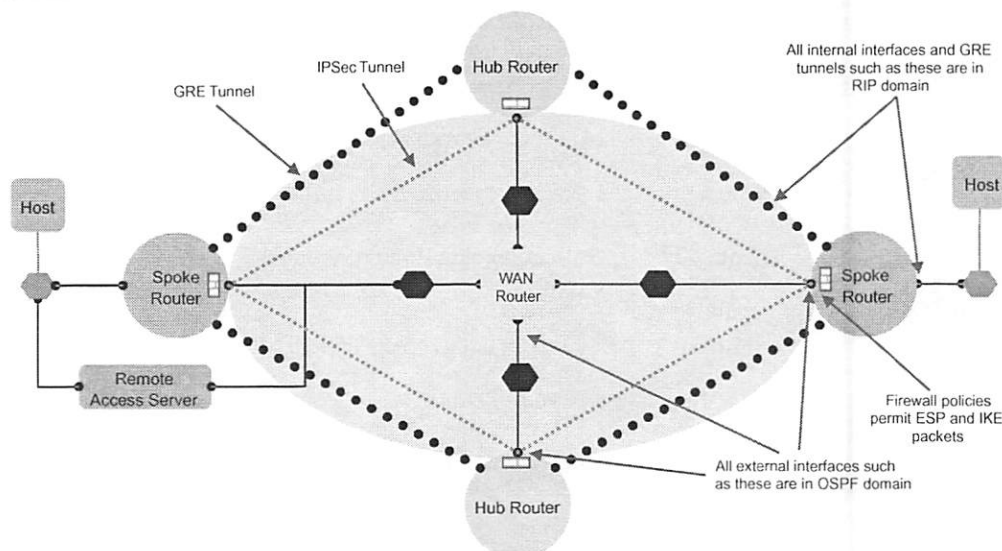 Hub Router
IPSec Tunnel
GRE Tunnel
All internal interfaces and GRE
tunnels such as these are in
RIP domain
Host
Host
Spoke
Router
WAN
Router
Spoke
Router
Remote
Access Server
Firewall policies
permit ESP and IKE
packets
All external interfaces such
as these are in OSPF domain
Hub Router